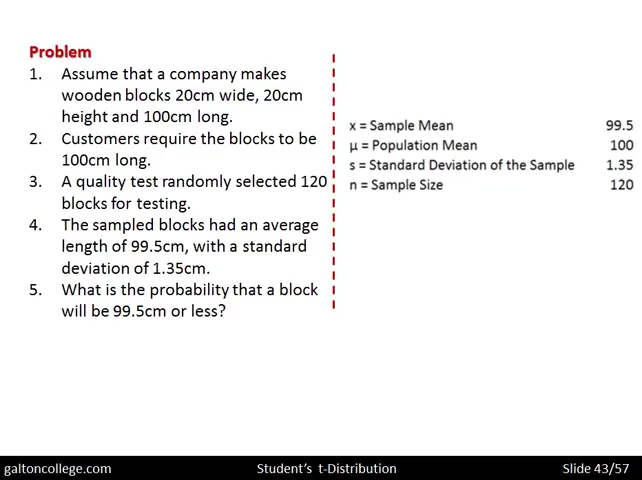 Problem
1. Assume that a company makes
wooden blocks 20cm wide, 20cm
height and 100cm long.
2. Customers require the blocks to be
100cm long.
3. A quality test randomly selected 120
blocks for testing.
4. The sampled blocks had an average
length of 99.5cm, with a standard
deviation of 1.35cm.
5. What is the probability that a block
will be 99.5cm or less?
x = Sample Mean 99.5
µ = Population Mean 100
s = Standard Deviation of the Sample 1.35
n = Sample Size 120
galtoncollege.com Student's t-Distribution Slide 43/57